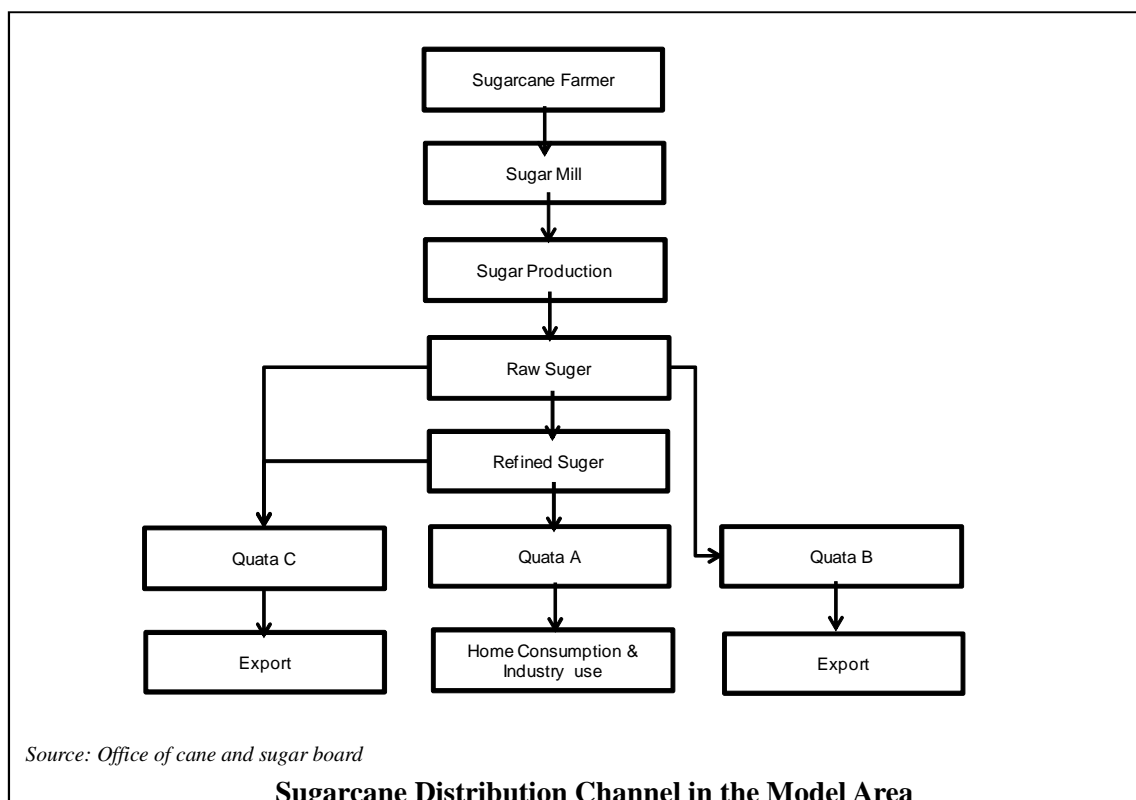 Sugarcane Farmer
Sugar Mill
Sugar Production
Raw Suger
Refined Suger
Quata C
Quata A
Quata B
Export
Home Consumption &
Industry use
Export
Source: Office of cane and sugar board
Sugarcane Distribution Channel in the Model Area